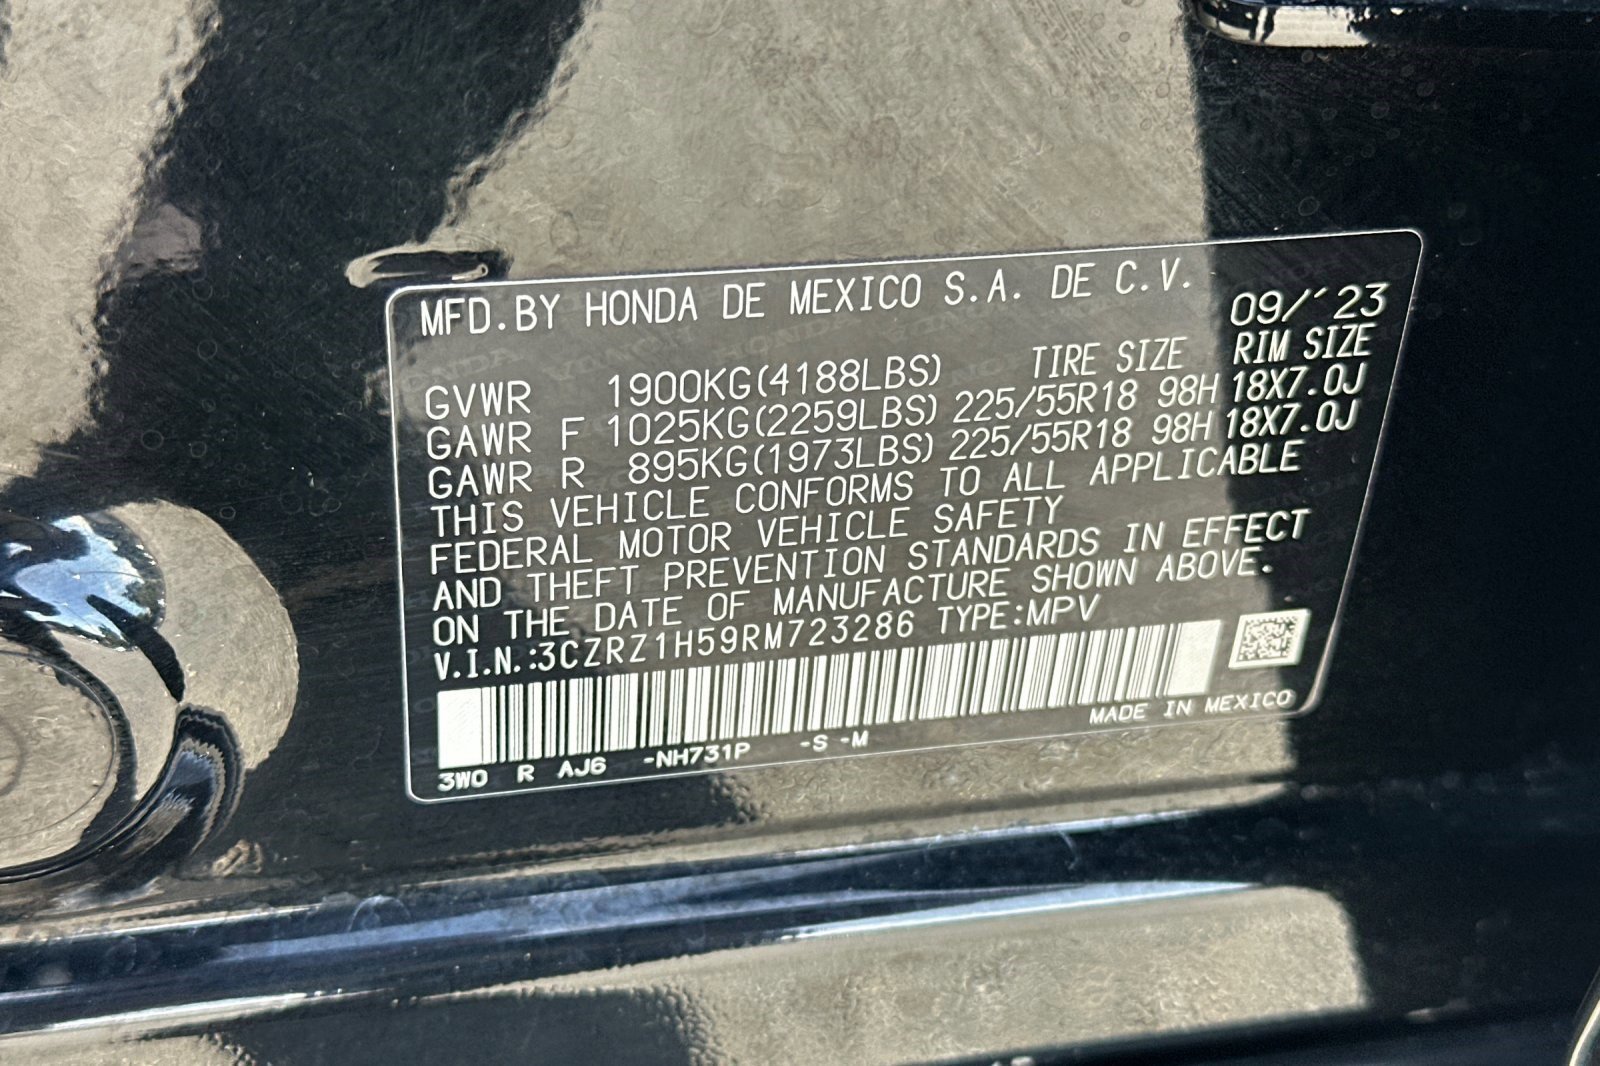 MFD.BY HONDA DE MEXICO S.A. DE C.V.
09/'23
TIRE SIZE RIM SIZE
GVWR 1900KG(4188LBS)
GAWR F 1025KG(2259LBS) 225/55R18 98H 18X7.0J
GAWR R 895KG(1973LBS) 225/55R18 98H 18X7.0J
THIS VEHICLE CONFORMS TO ALL APPLICABLE
FEDERAL MOTOR VEHICLE SAFETY
AND THEFT PREVENTION STANDARDS IN EFFECT
ON THE DATE OF MANUFACTURE SHOWN ABOVE.
V.I.N.:3CZRZ1H59RM723286 TYPE:MPV
MADE IN MEXICO
3W0 R AJ6 -NH731P -S -M